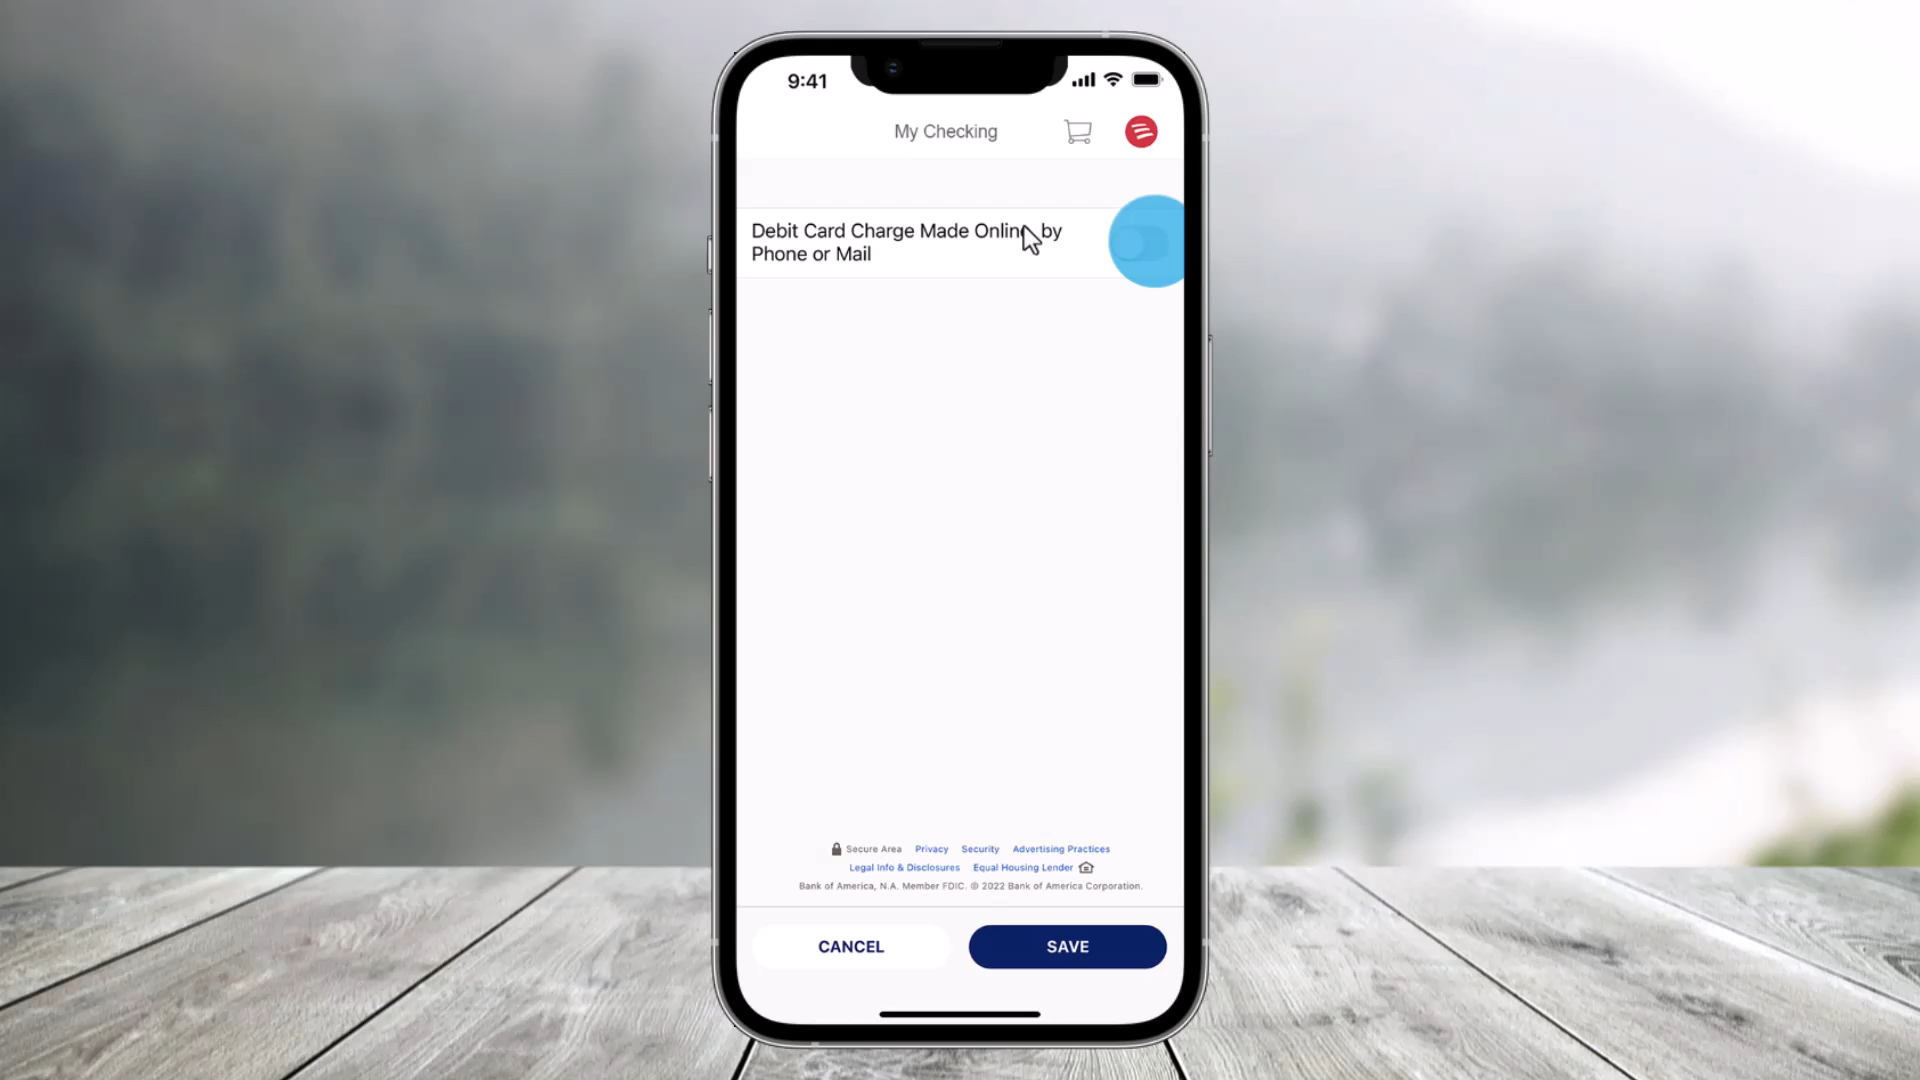 9:41
My Checking
Debit Card Charge Made Online, by
Phone or Mail
Secure Area Privacy Security Advertising Practices
Legal Info & Disclosures Equal Housing Lender
Bank of America, N.A. Member FDIC. © 2022 Bank of America Corporation.
CANCEL SAVE